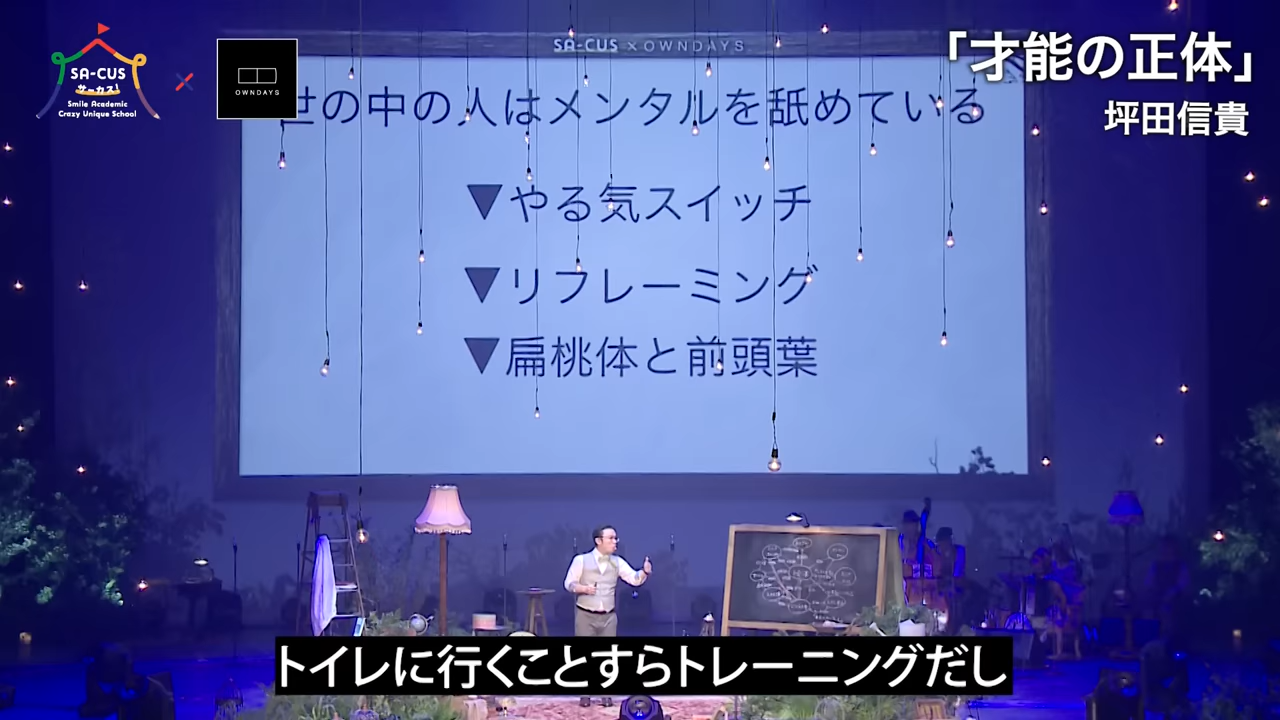 SA-CUS
サーカス!
Smile Academic
Crazy Unique School
OWNDAYS
SA-CUS × OWNDAYS
「才能の正体」
坪田信貴
世の中の人はメンタルを舐めている
▼やる気スイッチ
▼リフレーミング
▼扁桃体と前頭葉
トイレに行くことすらトレーニングだし